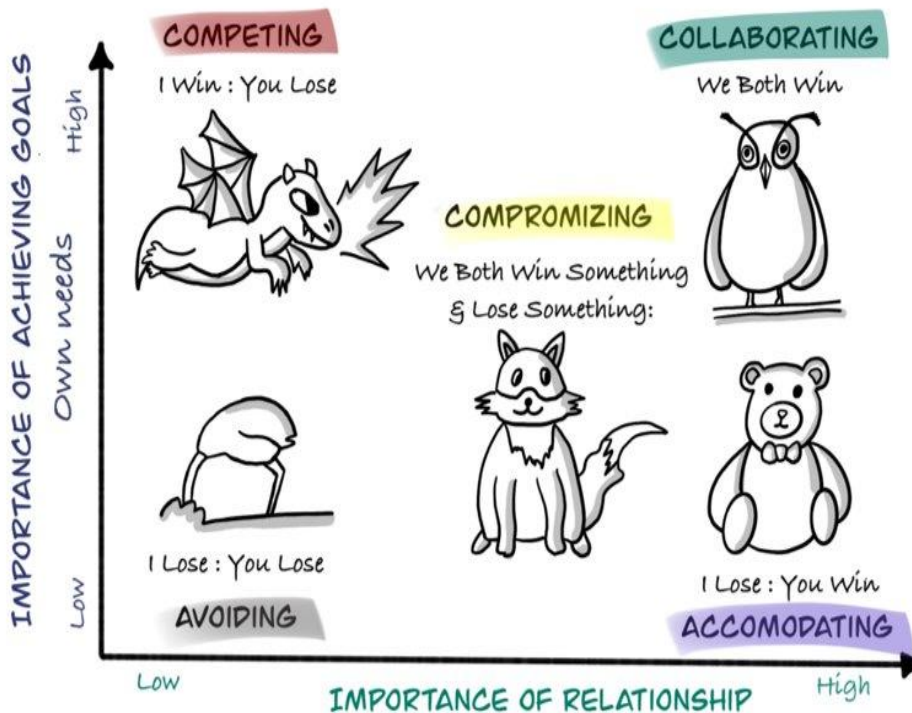 COMPETING
I Win : You Lose
COLLABORATING
We Both Win
COMPROMIZING
We Both Win Something
& Lose Something:
I Lose : You Lose
AVOIDING
I Lose : You Win
ACCOMODATING
IMPORTANCE OF ACHIEVING GOALS
Own needs
High
Low
Low
IMPORTANCE OF RELATIONSHIP
High